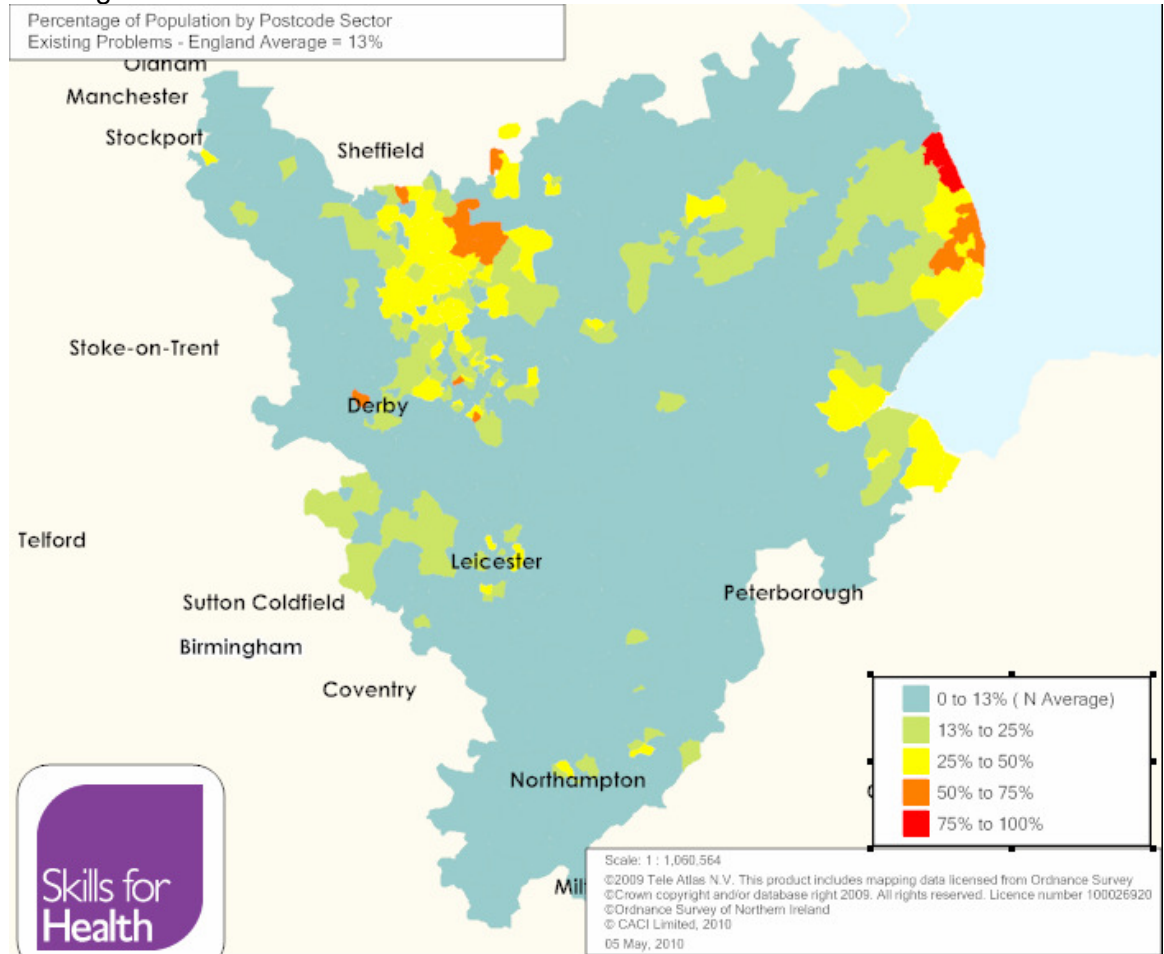 Percentage of Population by Postcode Sector
Existing Problems - England Average = 13%
Oldham
Manchester
Stockport
Sheffield
Stoke-on-Trent
Derby
Telford
Leicester
Sutton Coldfield
Peterborough
Birmingham
Coventry
Northampton
0 to 13% ( N Average)
13% to 25%
25% to 50%
50% to 75%
75% to 100%
Skills for
Health
Scale: 1 : 1,060,564
©2009 Tele Atlas N.V. This product includes mapping data licensed from Ordnance Survey
©Crown copyright and/or database right 2009. All rights reserved. Licence number 100026920
©Ordnance Survey of Northern Ireland
© CACI Limited, 2010
05 May, 2010